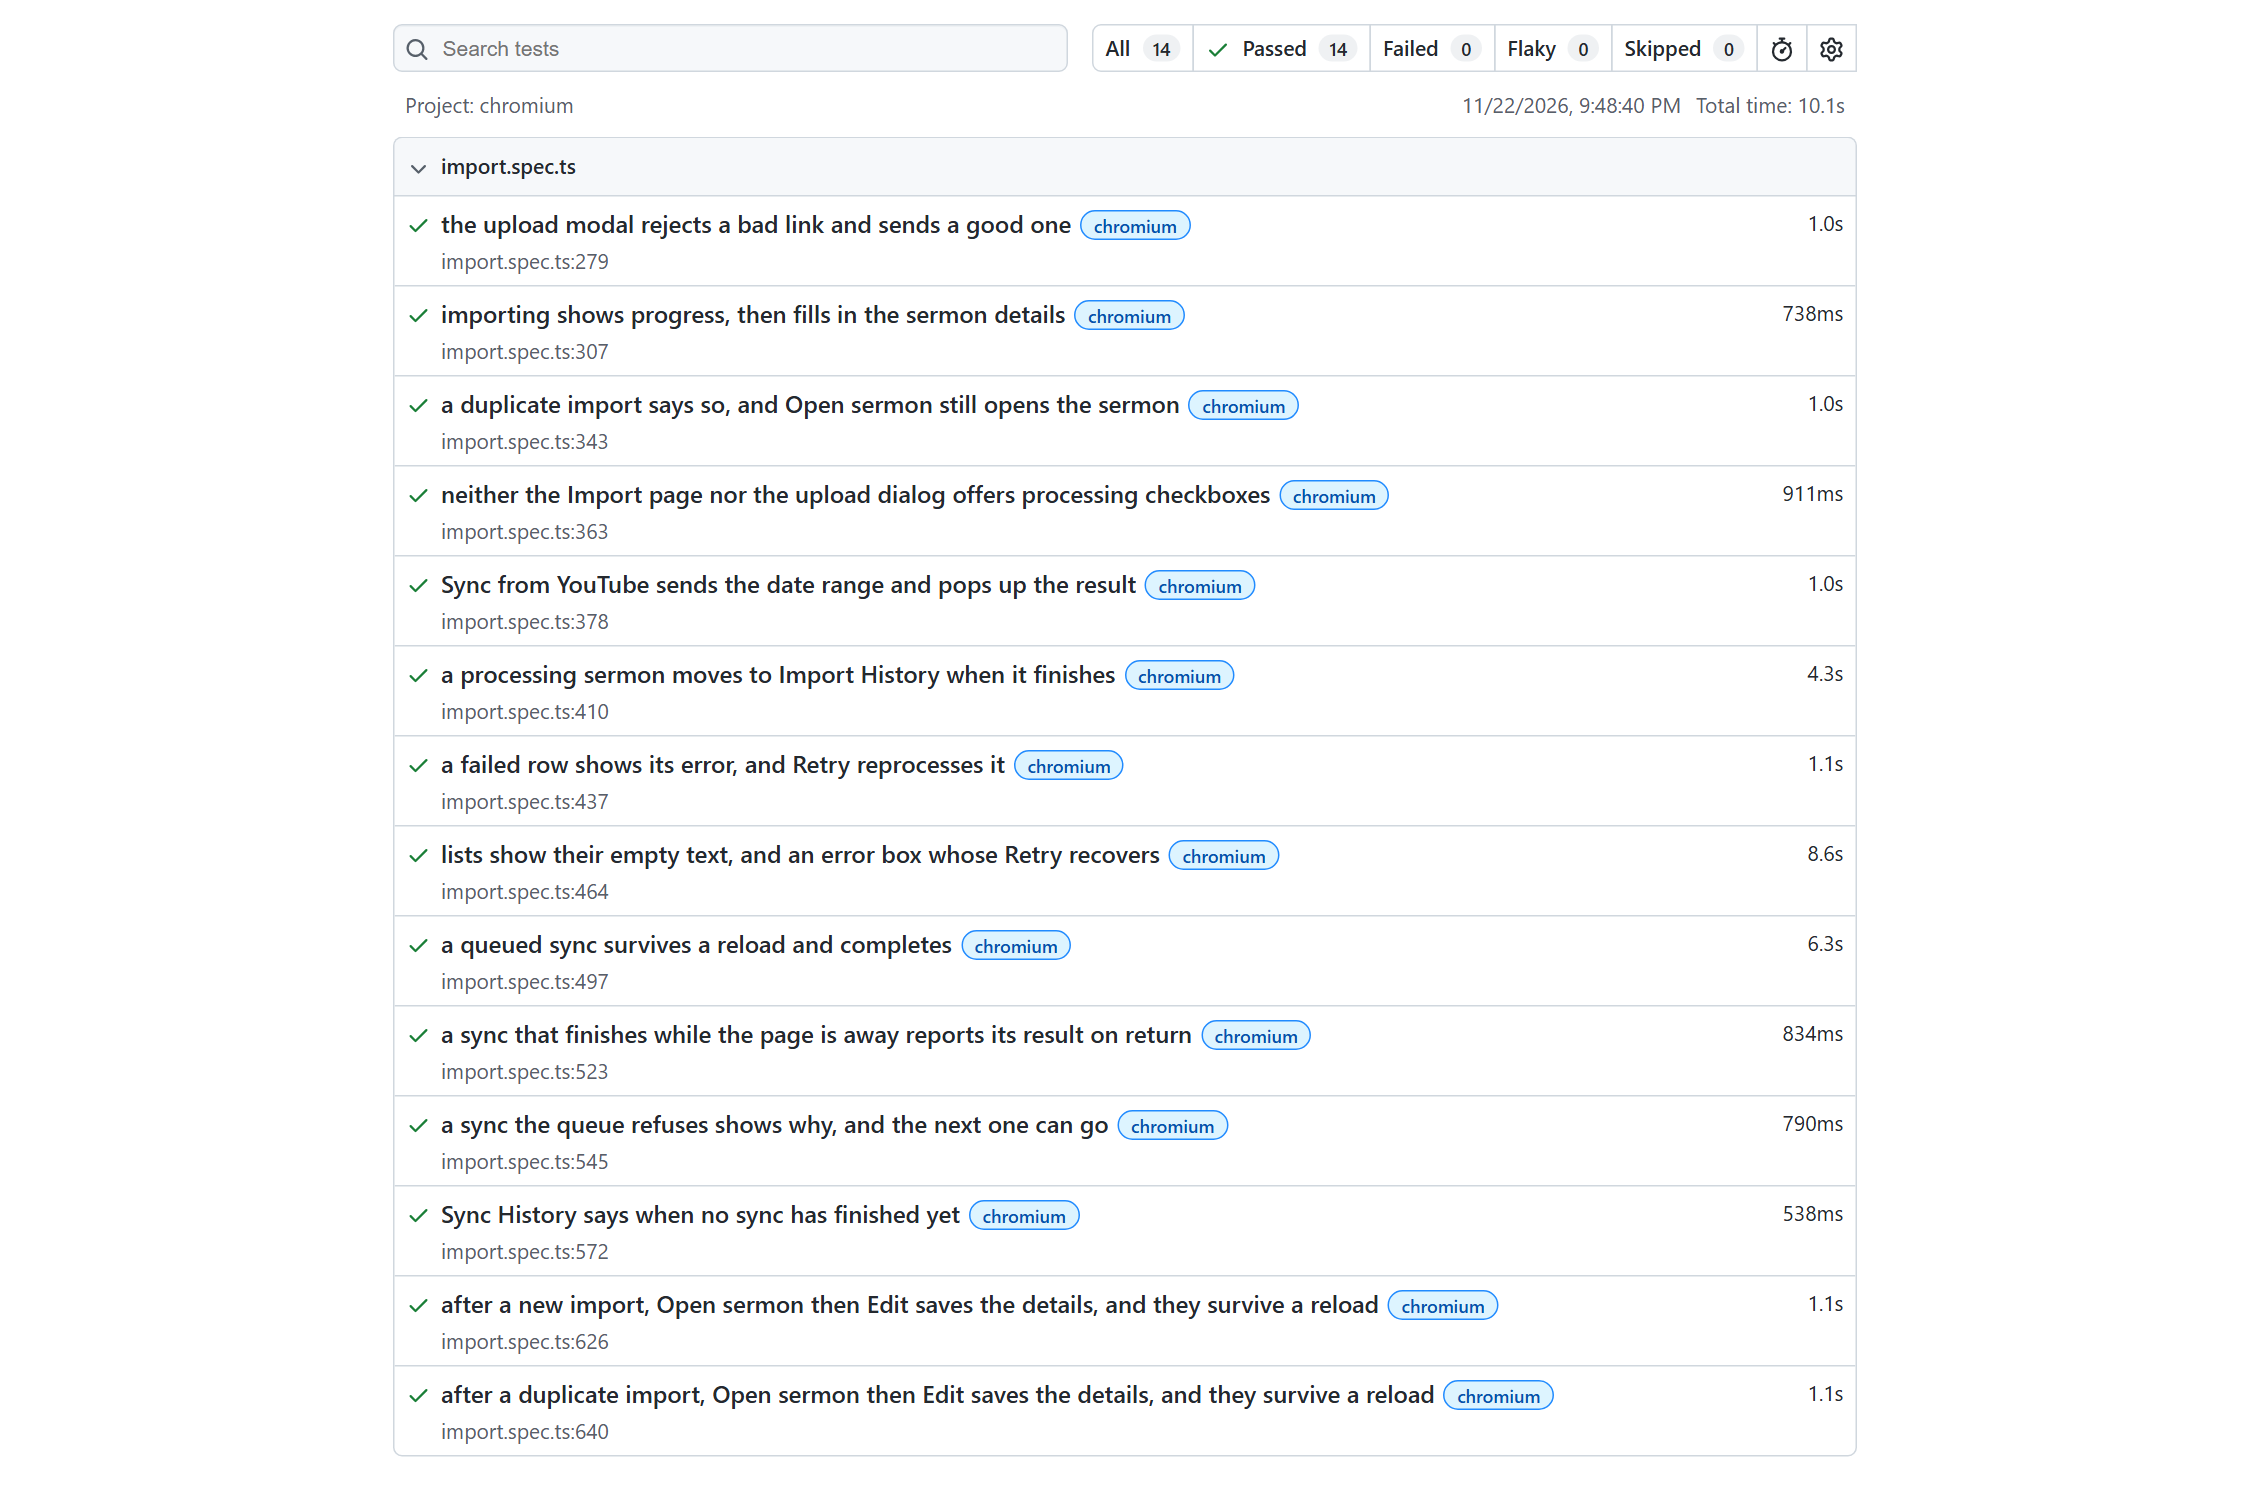 Search tests
All 14 Passed 14 Failed 0 Flaky 0 Skipped 0
Project: chromium 11/22/2026, 9:48:40 PM Total time: 10.1s
import.spec.ts
the upload modal rejects a bad link and sends a good one chromium 1.0s
import.spec.ts:279
importing shows progress, then fills in the sermon details chromium 738ms
import.spec.ts:307
a duplicate import says so, and Open sermon still opens the sermon chromium 1.0s
import.spec.ts:343
neither the Import page nor the upload dialog offers processing checkboxes chromium 911ms
import.spec.ts:363
Sync from YouTube sends the date range and pops up the result chromium 1.0s
import.spec.ts:378
a processing sermon moves to Import History when it finishes chromium 4.3s
import.spec.ts:410
a failed row shows its error, and Retry reprocesses it chromium 1.1s
import.spec.ts:437
lists show their empty text, and an error box whose Retry recovers chromium 8.6s
import.spec.ts:464
a queued sync survives a reload and completes chromium 6.3s
import.spec.ts:497
a sync that finishes while the page is away reports its result on return chromium 834ms
import.spec.ts:523
a sync the queue refuses shows why, and the next one can go chromium 790ms
import.spec.ts:545
Sync History says when no sync has finished yet chromium 538ms
import.spec.ts:572
after a new import, Open sermon then Edit saves the details, and they survive a reload chromium 1.1s
import.spec.ts:626
after a duplicate import, Open sermon then Edit saves the details, and they survive a reload chromium 1.1s
import.spec.ts:640